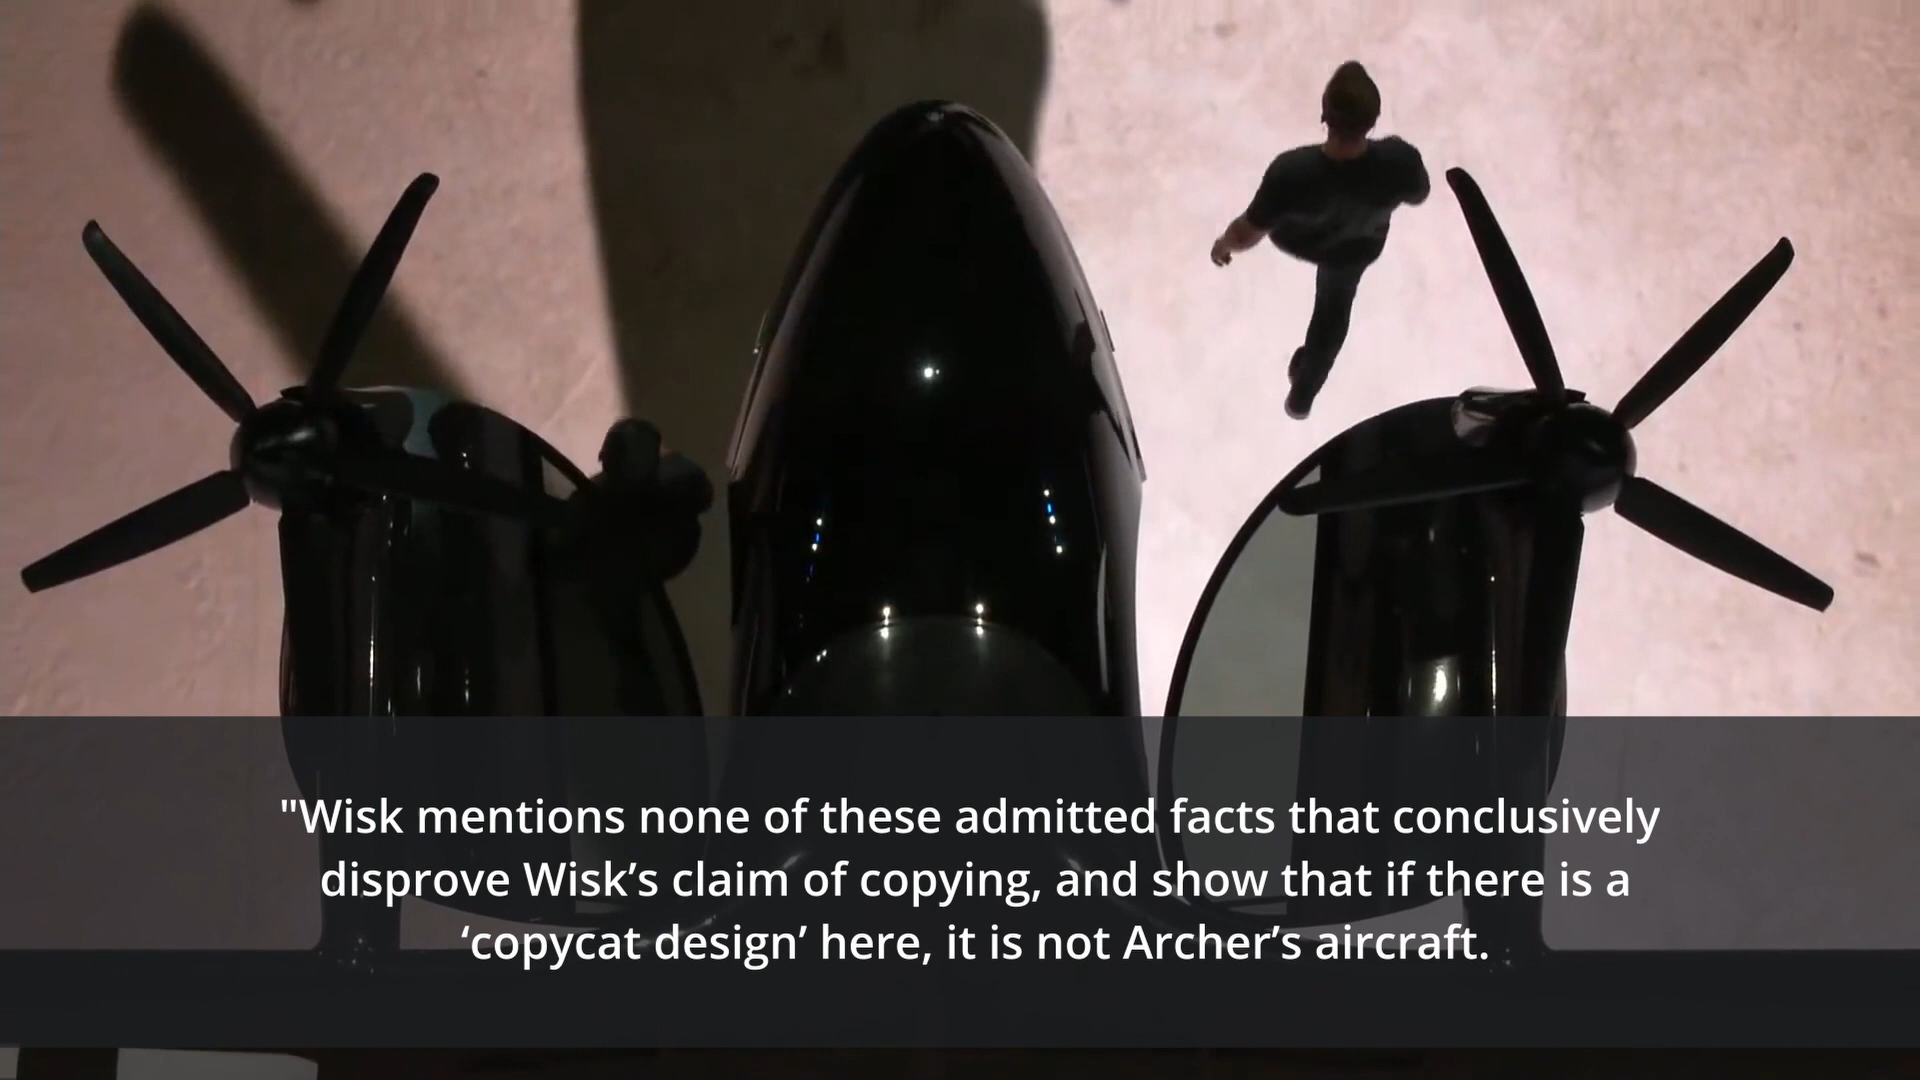 "Wisk mentions none of these admitted facts that conclusively
disprove Wisk’s claim of copying, and show that if there is a
‘copycat design’ here, it is not Archer’s aircraft.